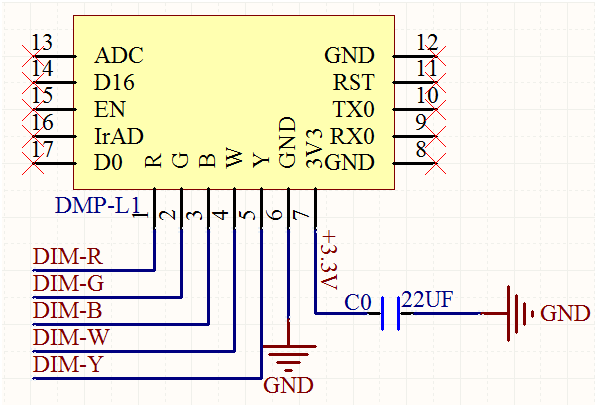 13 ADC GND 12
14 D16 RST 11
15 EN TX0 10
16 IrAD RX0 9
17 D0 GND 8
R G B W Y GND 3V3
DMP-L1
1 2 3 4 5 6 7
+3.3V
DIM-R
DIM-G
DIM-B
DIM-W
DIM-Y
C0 22UF
GND
GND